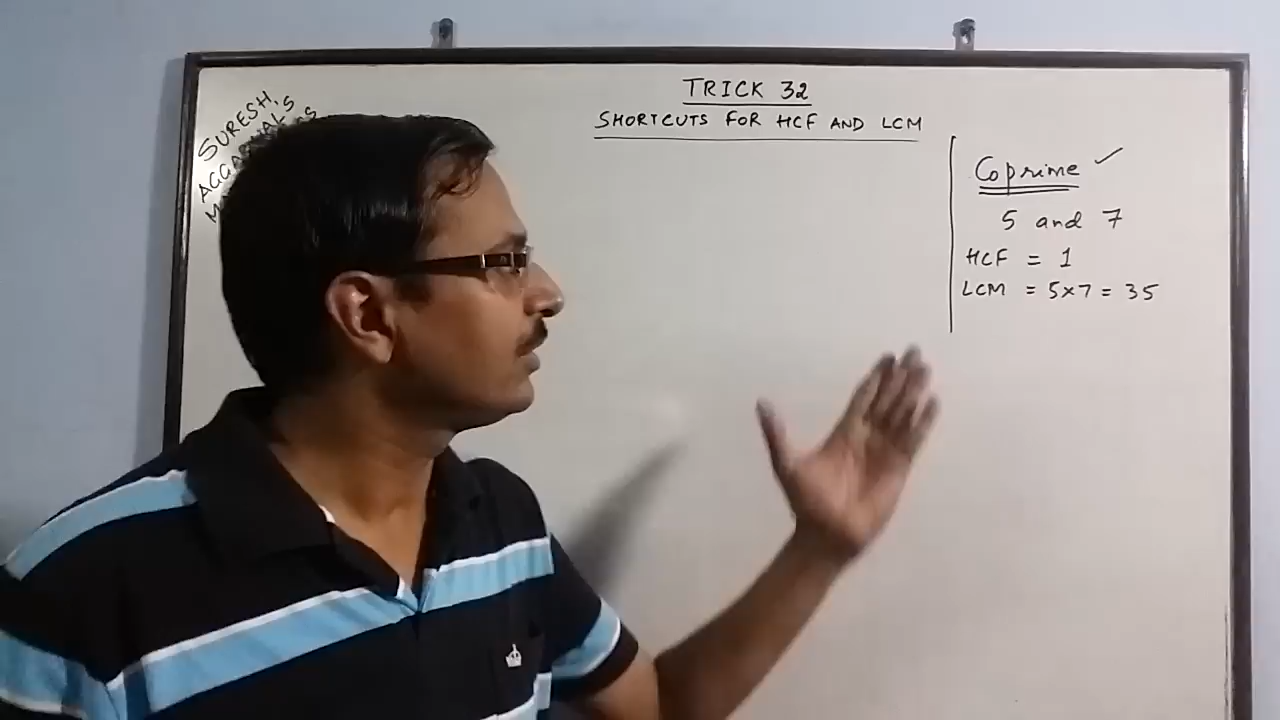 TRICK 32
SHORTCUTS FOR HCF AND LCM
SURESH
Coprime ✓
5 and 7
HCF = 1
LCM = 5×7 = 35